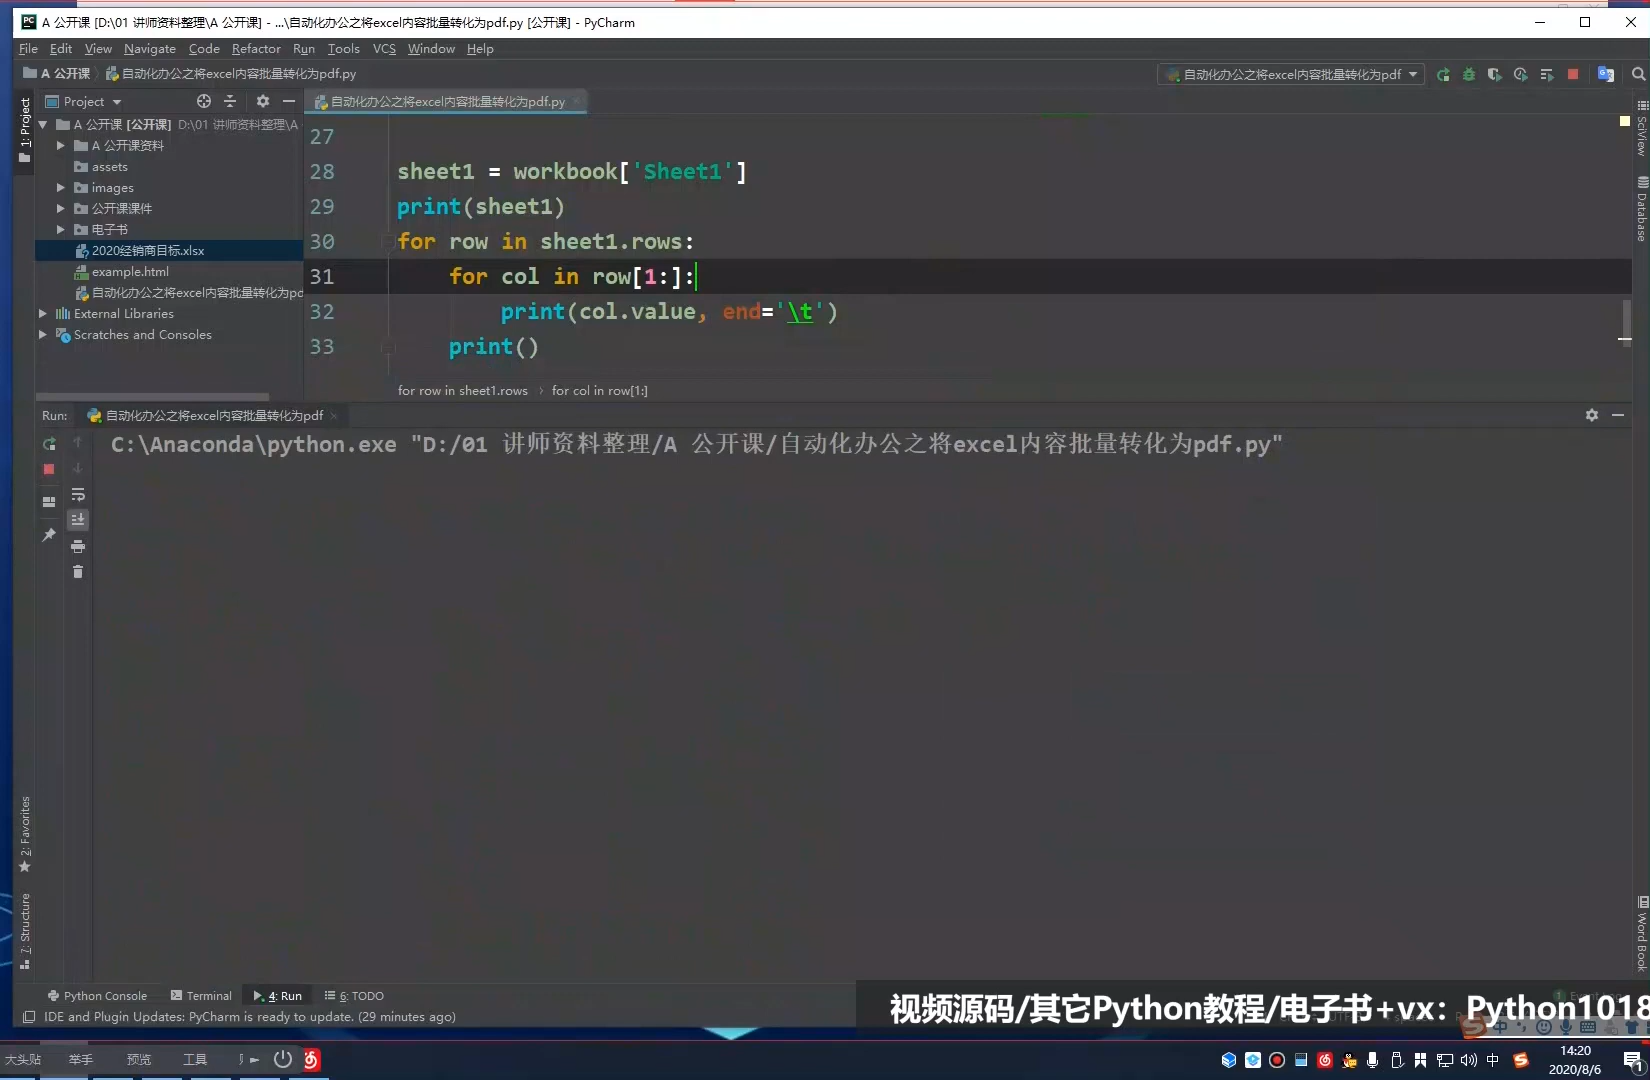 A 公开课 [D:\01 讲师资料整理\A 公开课] - ...\自动化办公之将excel内容批量转化为pdf.py [公开课] - PyCharm
File Edit View Navigate Code Refactor Run Tools VCS Window Help
A 公开课 自动化办公之将excel内容批量转化为pdf.py
自动化办公之将excel内容批量转化为pdf
Project
自动化办公之将excel内容批量转化为pdf.py
1: Project
A 公开课 [公开课] D:\01 讲师资料整理\A
A 公开课资料
assets
images
公开课课件
电子书
2020经销商目标.xlsx
example.html
自动化办公之将excel内容批量转化为pd
External Libraries
Scratches and Consoles
27
28 sheet1 = workbook['Sheet1']
29 print(sheet1)
30 for row in sheet1.rows:
31 for col in row[1:]:
32 print(col.value, end='\t')
33 print()
for row in sheet1.rows › for col in row[1:]
SciView
Database
Word Book
Run: 自动化办公之将excel内容批量转化为pdf
C:\Anaconda\python.exe "D:/01 讲师资料整理/A 公开课/自动化办公之将excel内容批量转化为pdf.py"
2: Favorites
7: Structure
Python Console Terminal 4: Run 6: TODO
IDE and Plugin Updates: PyCharm is ready to update. (29 minutes ago)
视频源码/其它Python教程/电子书+vx：Python1018
大头贴 举手 预览 工具
中
14:20
2020/8/6